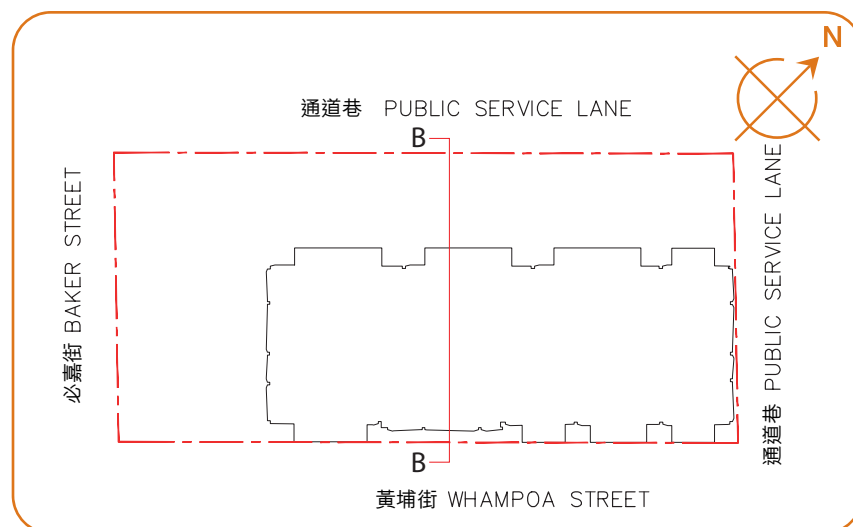 N
通道巷 PUBLIC SERVICE LANE
B
必嘉街 BAKER STREET
通道巷 PUBLIC SERVICE LANE
B
黃埔街 WHAMPOA STREET